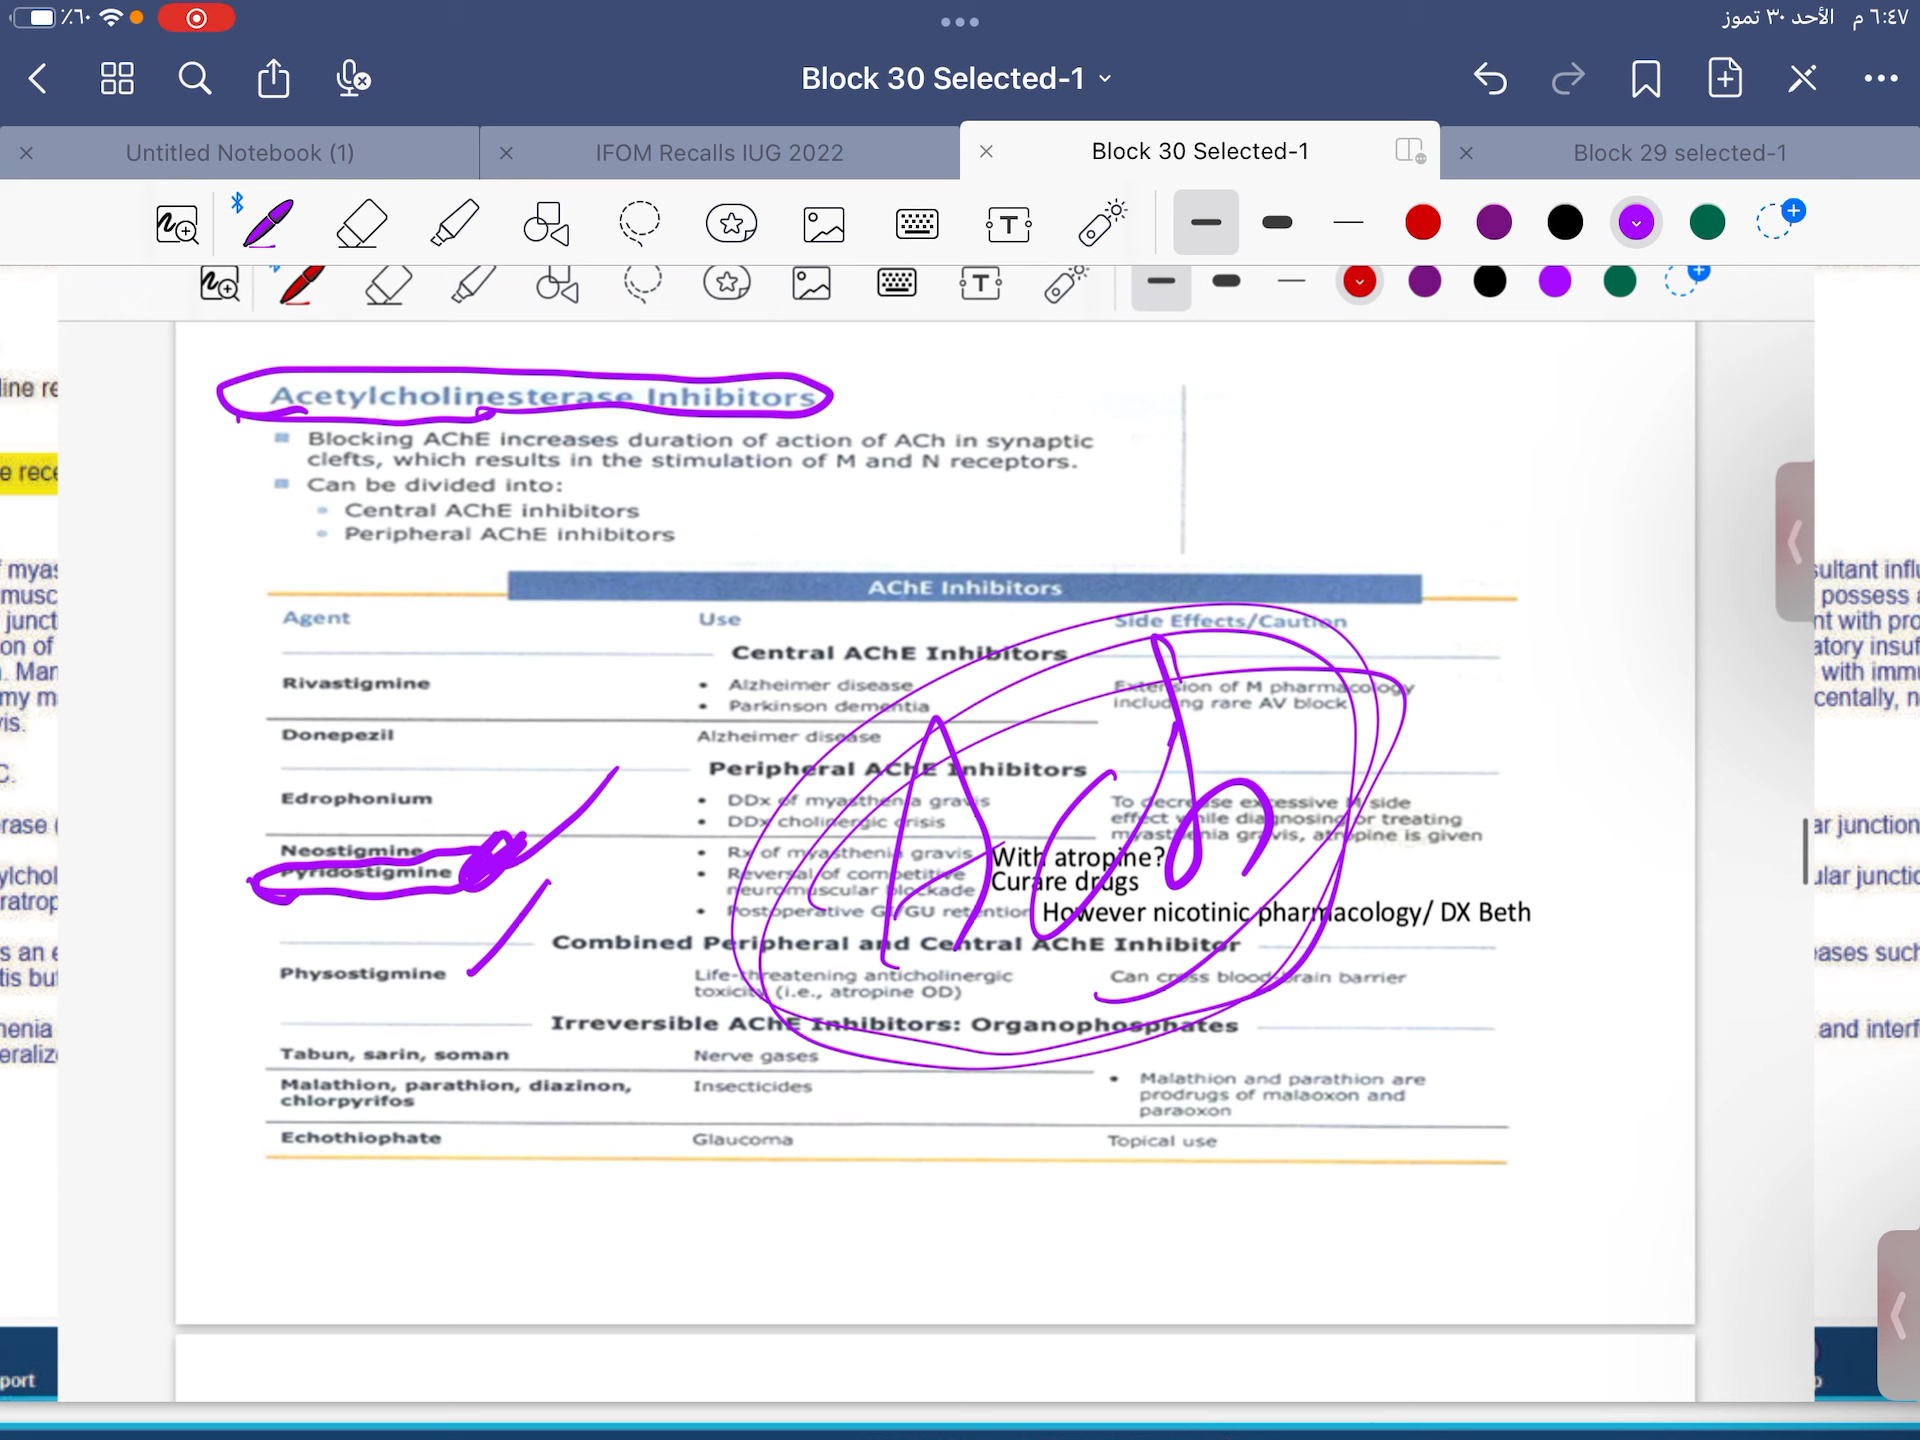 ٪٦٠
٦:٤٧ م الأحد ٣٠ تموز
Block 30 Selected-1
Untitled Notebook (1)
IFOM Recalls IUG 2022
Block 30 Selected-1
Block 29 selected-1
Acetylcholinesterase Inhibitors
Blocking AChE increases duration of action of ACh in synaptic
clefts, which results in the stimulation of M and N receptors.
Can be divided into:
Central AChE inhibitors
Peripheral AChE inhibitors
AChE Inhibitors
Agent Use Side Effects/Caution
Central AChE Inhibitors
Rivastigmine • Alzheimer disease Extension of M pharmacology
• Parkinson dementia including rare AV block
Donepezil Alzheimer disease
Peripheral AChE Inhibitors
Edrophonium • DDx of myasthenia gravis To decrease excessive M side
• DDx cholinergic crisis effect while diagnosing or treating
myasthenia gravis, atropine is given
Neostigmine • Rx of myasthenia gravis With atropine?
Pyridostigmine • Reversal of competitive Curare drugs
neuromuscular blockade
• Postoperative GI/GU retention However nicotinic pharmacology/ DX Beth
Combined Peripheral and Central AChE Inhibitor
Physostigmine Life-threatening anticholinergic Can cross blood-brain barrier
toxicity (i.e., atropine OD)
Irreversible AChE Inhibitors: Organophosphates
Tabun, sarin, soman Nerve gases
Malathion, parathion, diazinon, Insecticides • Malathion and parathion are
chlorpyrifos prodrugs of malaoxon and
paraoxon
Echothiophate Glaucoma Topical use